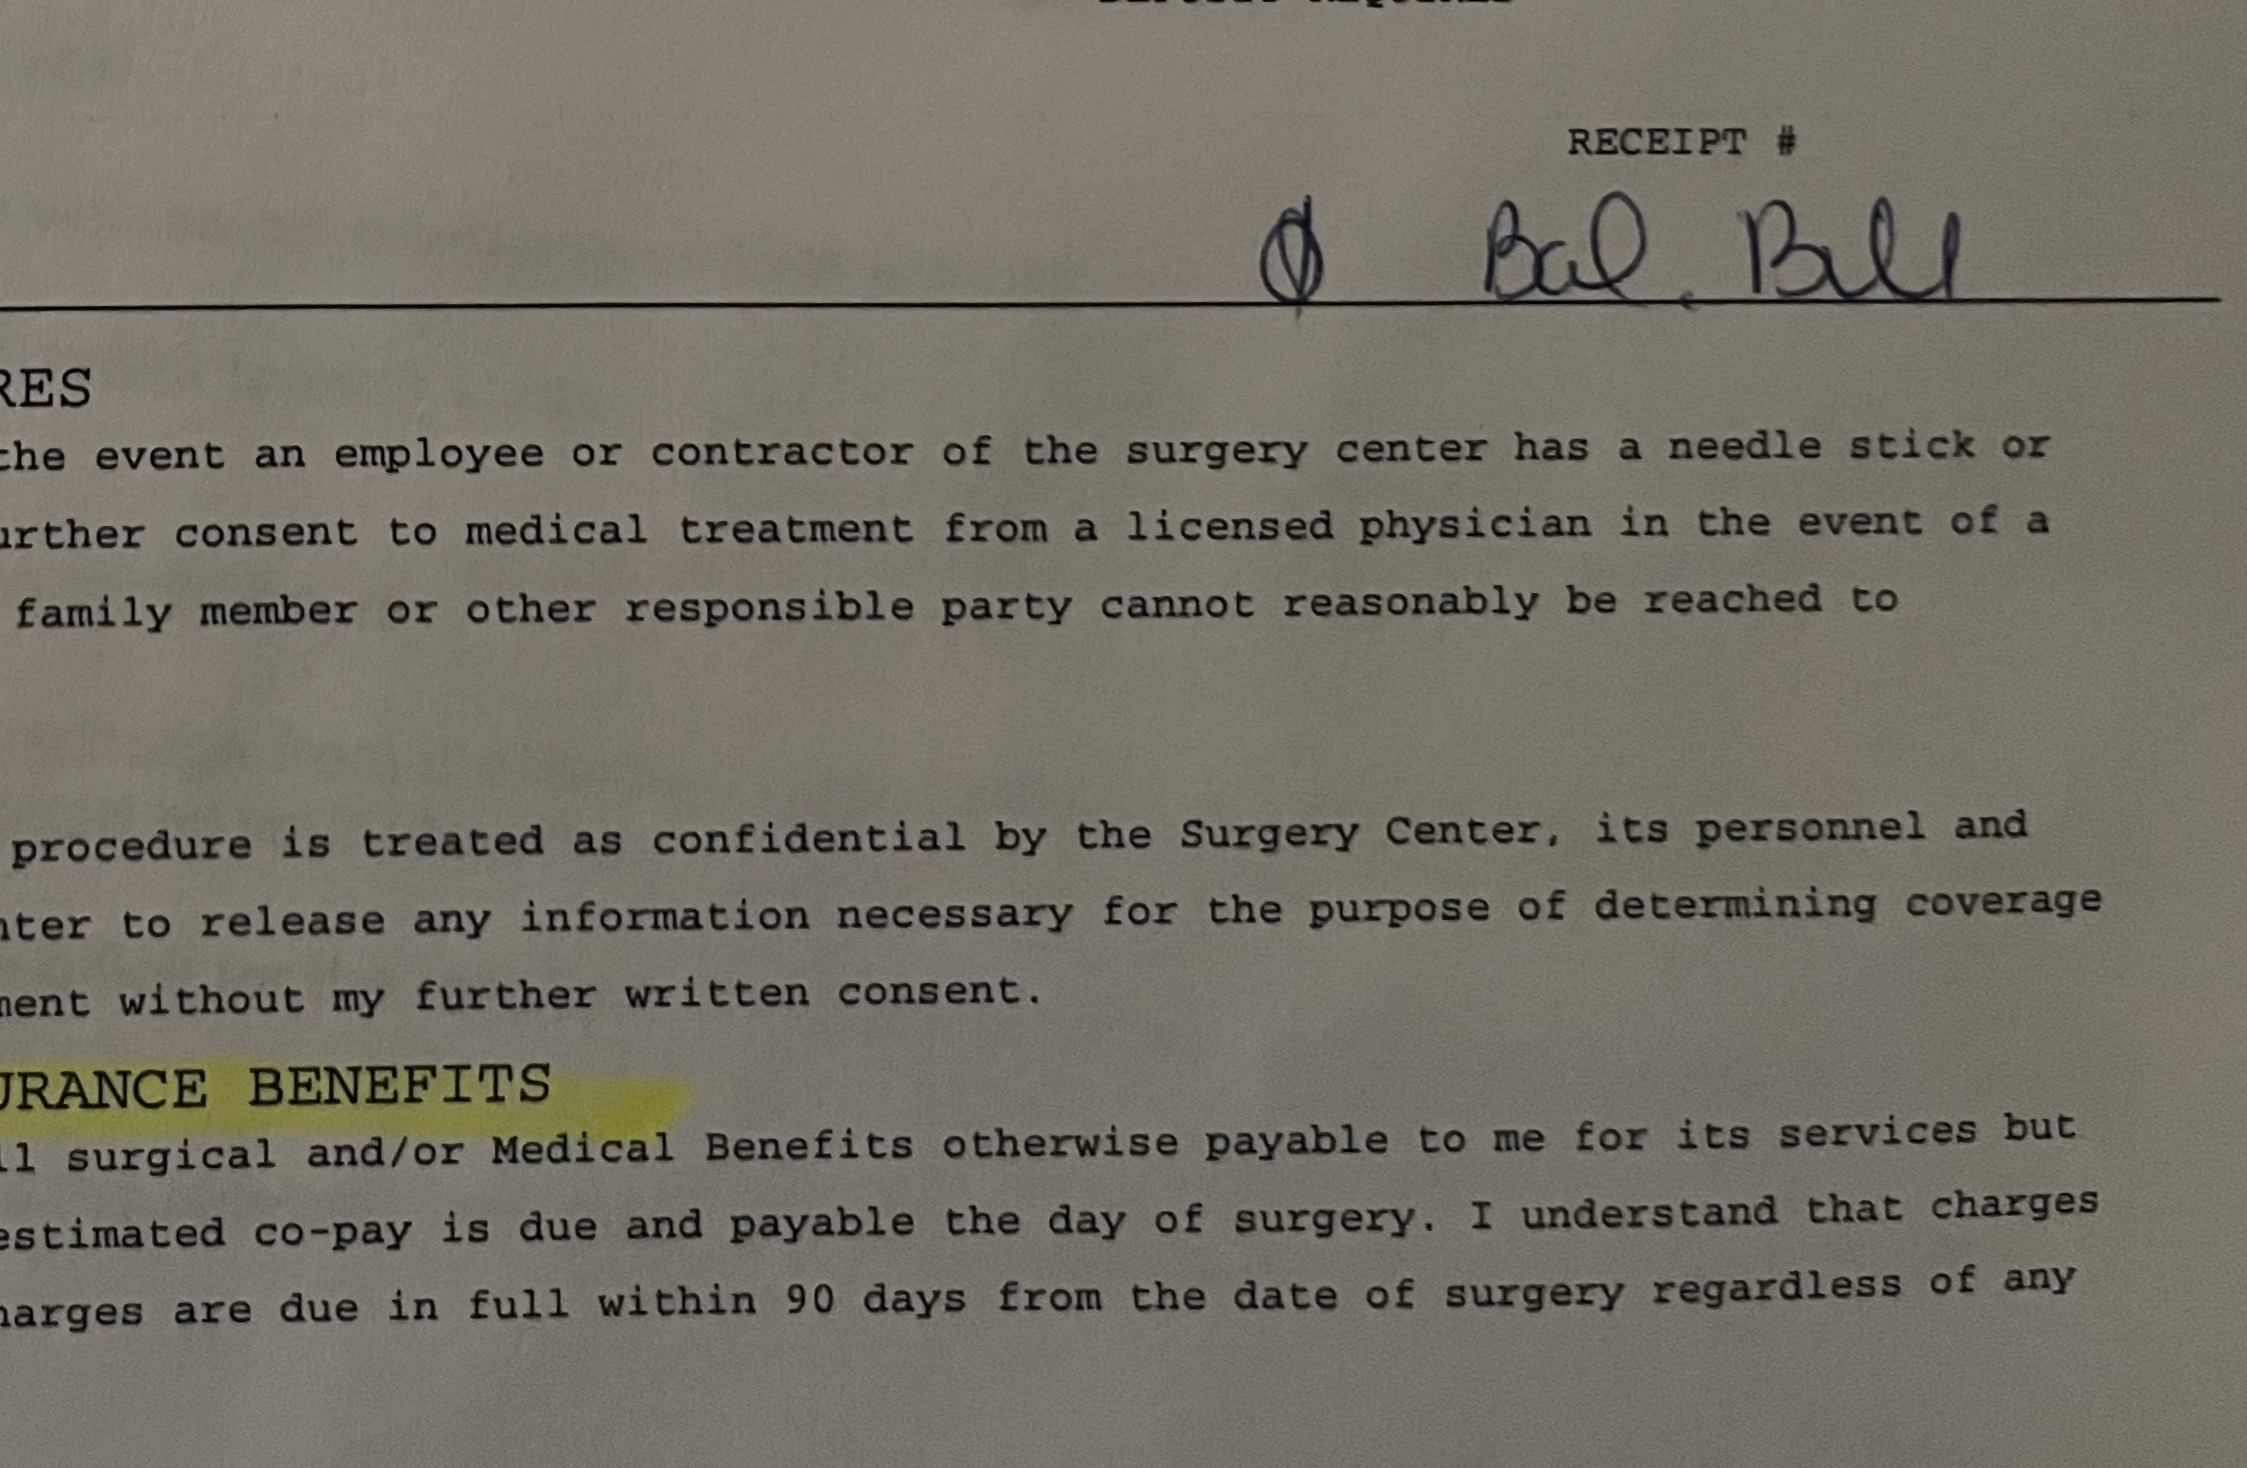 RECEIPT #
Ø Bal. Bill
RES
the event an employee or contractor of the surgery center has a needle stick or
urther consent to medical treatment from a licensed physician in the event of a
family member or other responsible party cannot reasonably be reached to
procedure is treated as confidential by the Surgery Center, its personnel and
nter to release any information necessary for the purpose of determining coverage
ment without my further written consent.
URANCE BENEFITS
ll surgical and/or Medical Benefits otherwise payable to me for its services but
estimated co-pay is due and payable the day of surgery. I understand that charges
harges are due in full within 90 days from the date of surgery regardless of any